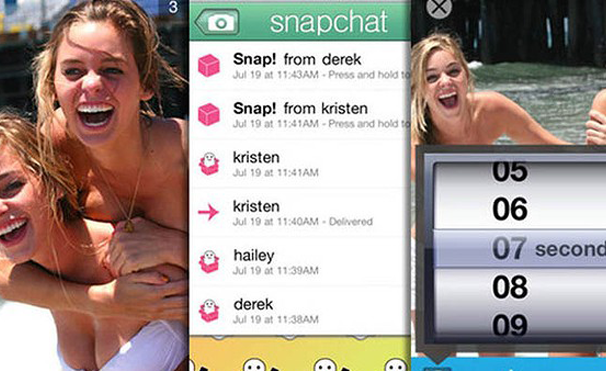 3
snapchat
Snap! from derek
Jul 19 at 11:43AM - Press and hold to
Snap! from kristen
Jul 19 at 11:41AM - Press and hold to
kristen
Jul 19 at 11:41AM
kristen
Jul 19 at 11:40AM - Delivered
hailey
Jul 19 at 11:39AM
derek
Jul 19 at 11:38AM
05
06
07 second
08
09